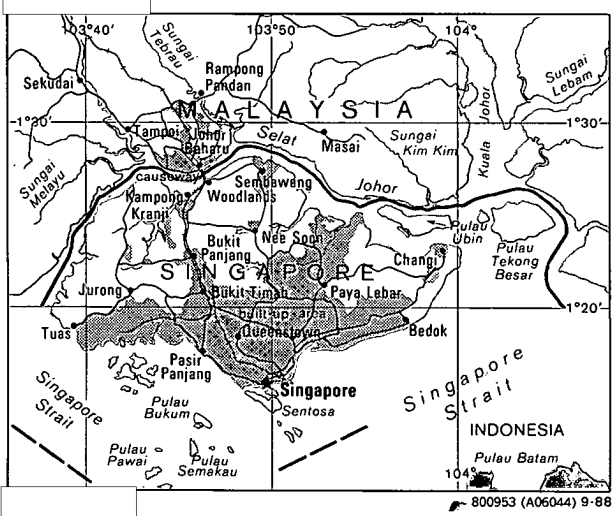 103°40'
103°50'
104°
Sungai
Tebrau
Sekudai
Rampong
Pandan
Sungai
Lebam
MALAYSIA
1°30'
1°30'
Tampoi
Johor
Baharu
Selat
Masai
Sungai
Kim Kim
Kuala
Johor
Sungai
Melayu
causeway
Sembawang
Johor
Kampong
Kranji
Woodlands
Pulau
Ubin
Nee Soon
Bukit
Panjang
Changi
Pulau
Tekong
Besar
SINGAPORE
Jurong
Bukit Timah
Paya Lebar
1°20'
built-up area
Tuas
Queenstown
Bedok
Pasir
Panjang
Singapore
Strait
Singapore
Sentosa
Singapore
Strait
Pulau
Bukum
INDONESIA
Pulau
Pawai
Pulau
Semakau
Pulau Batam
104°
800953 (A06044) 9-88